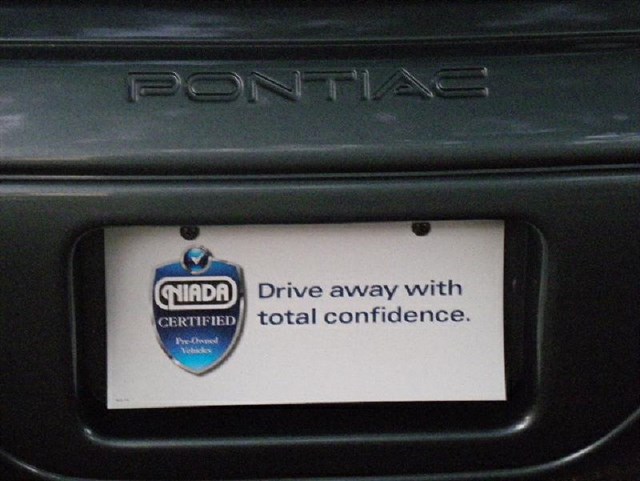 PONTIAC
NIADA
CERTIFIED
Pre-Owned
Vehicles
Drive away with
total confidence.